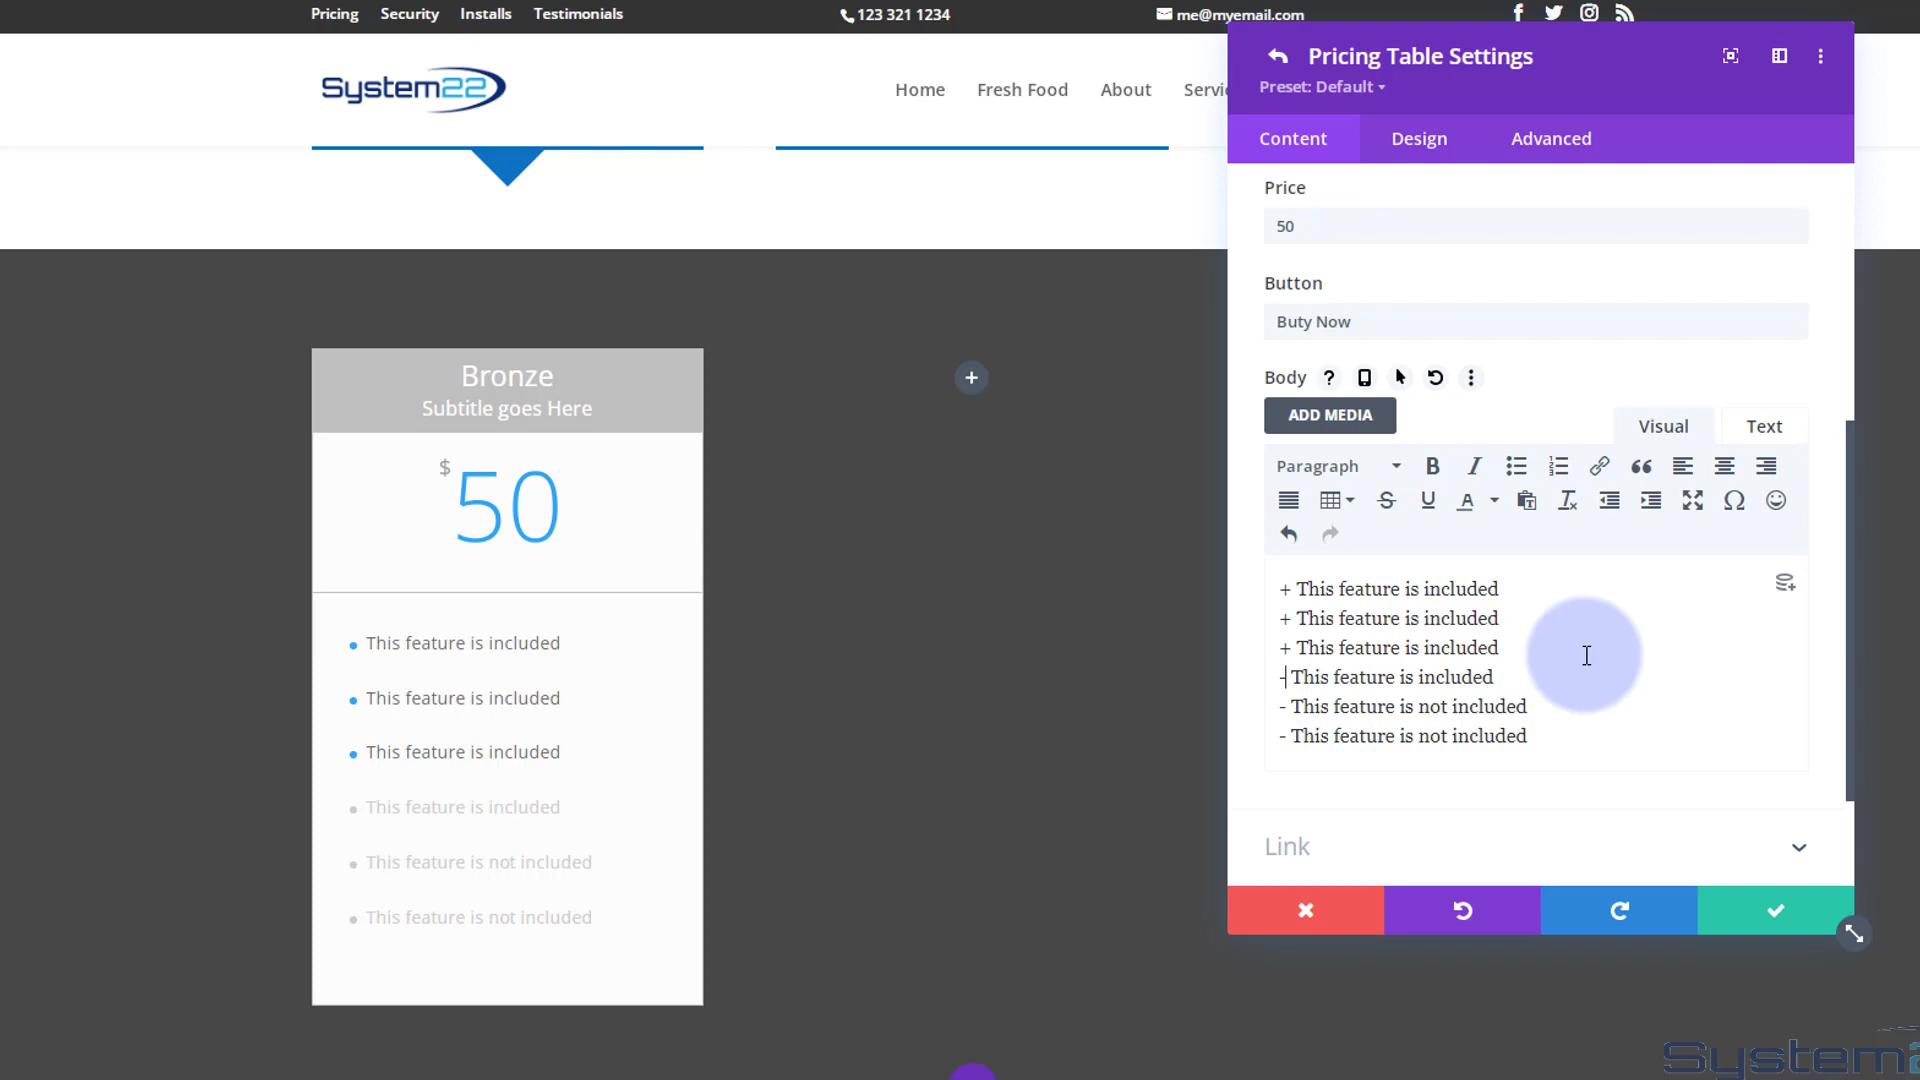 Pricing Security Installs Testimonials 123 321 1234 me@myemail.com
System22
Home Fresh Food About
Bronze
Subtitle goes Here
$ 50
This feature is included
This feature is included
This feature is included
This feature is included
This feature is not included
This feature is not included
Pricing Table Settings
Preset: Default
Content Design Advanced
Price
50
Button
Buty Now
Body ?
ADD MEDIA
Visual Text
Paragraph B I
S U A
+ This feature is included
+ This feature is included
+ This feature is included
- This feature is included
- This feature is not included
- This feature is not included
Link